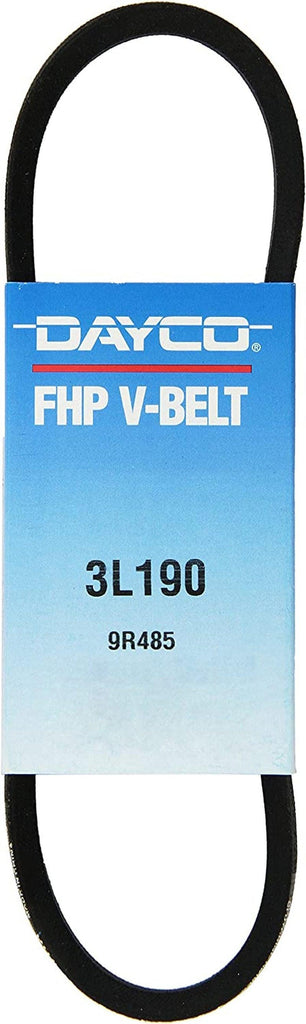 DAYCO®
FHP V-BELT
3L190
9R485